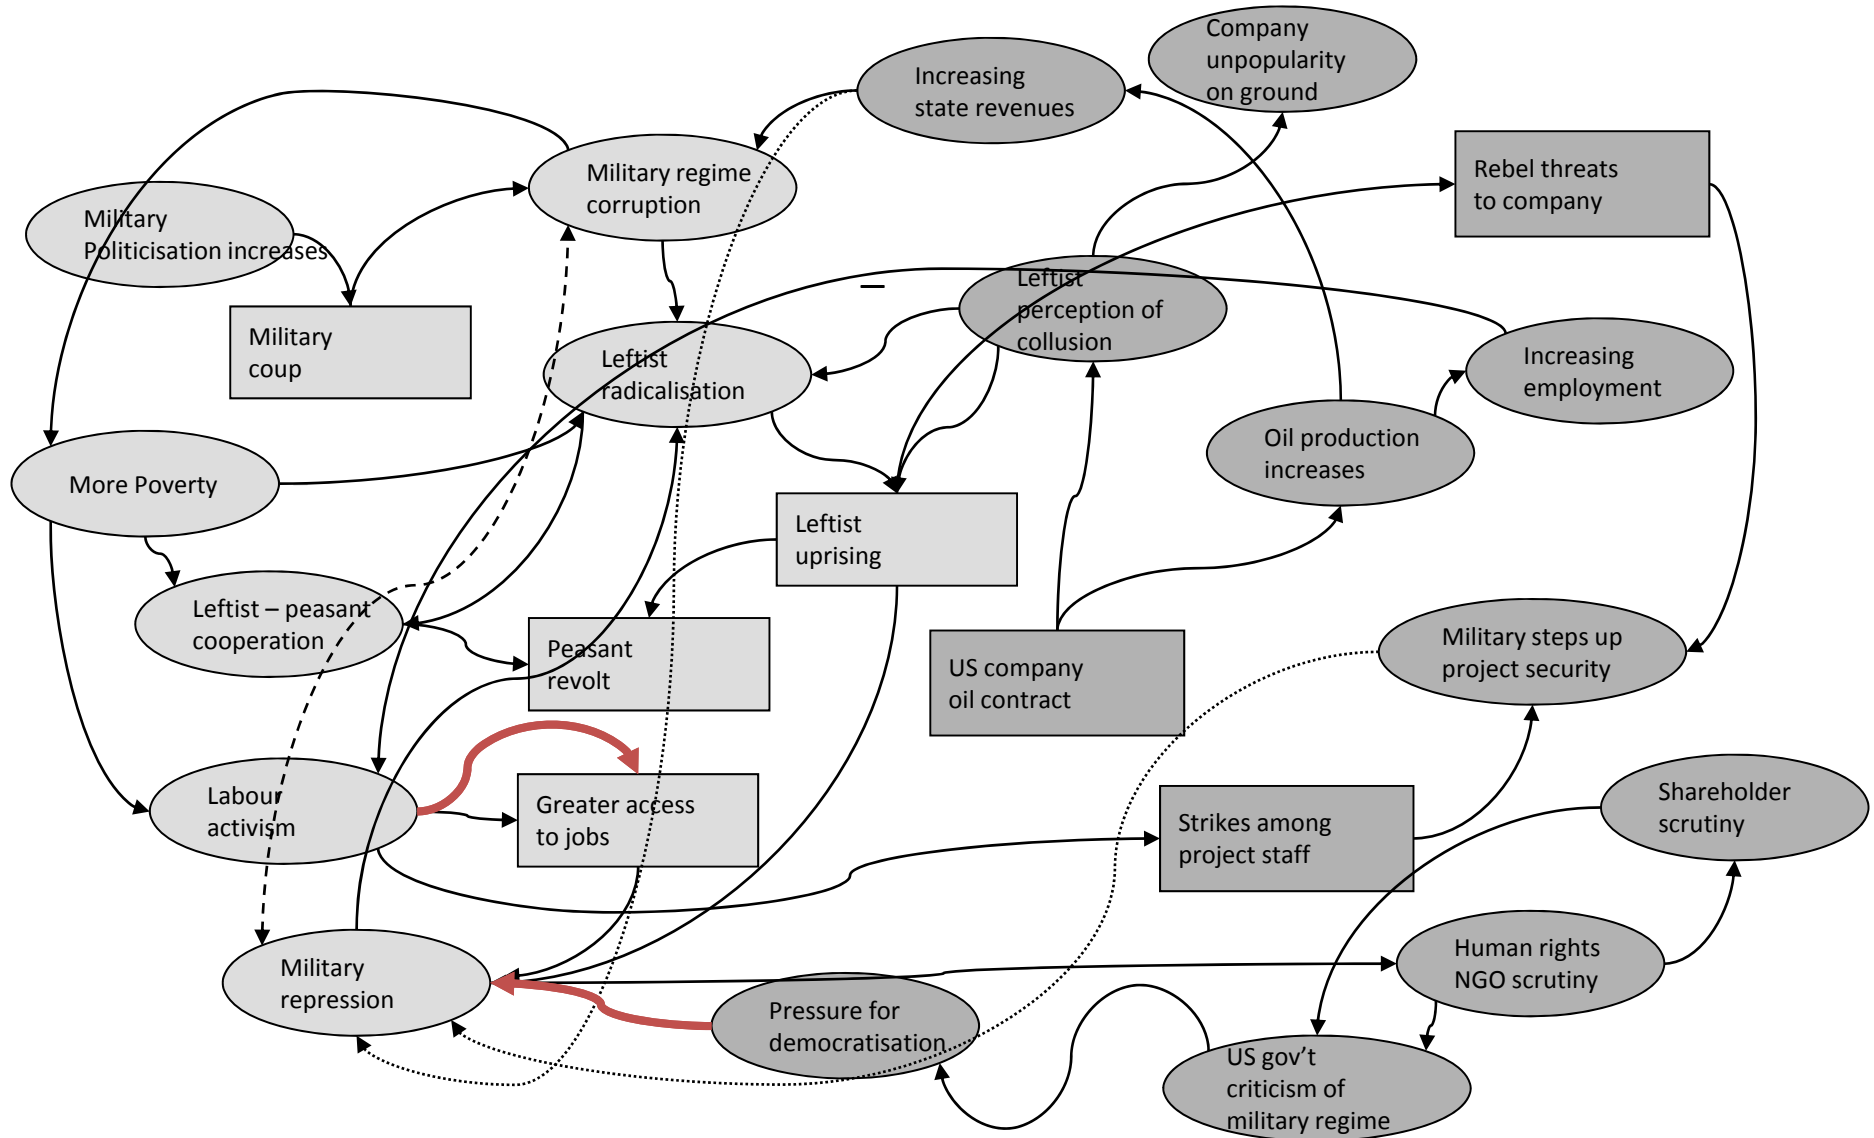 Company
unpopularity
on ground
Increasing
state revenues
Rebel threats
to company
Military regime
corruption
Military
Politicisation increases
Leftist
perception of
collusion
–
Military
coup
Leftist
radicalisation
Increasing
employment
Oil production
increases
More Poverty
Leftist
uprising
Leftist – peasant
cooperation
Peasant
revolt
US company
oil contract
Military steps up
project security
Labour
activism
Greater access
to jobs
Strikes among
project staff
Shareholder
scrutiny
Military
repression
Human rights
NGO scrutiny
Pressure for
democratisation
US gov’t
criticism of
military regime